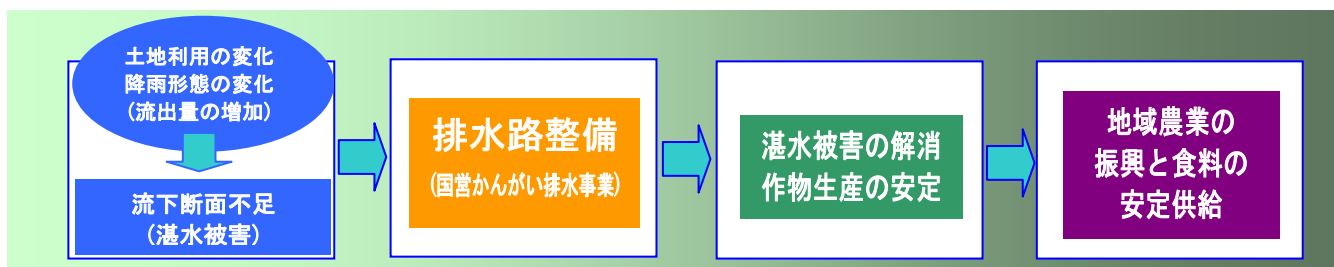 土地利用の変化
降雨形態の変化
(流出量の増加)
流下断面不足
(湛水被害)
排水路整備
(国営かんがい排水事業)
湛水被害の解消
作物生産の安定
地域農業の
振興と食料の
安定供給